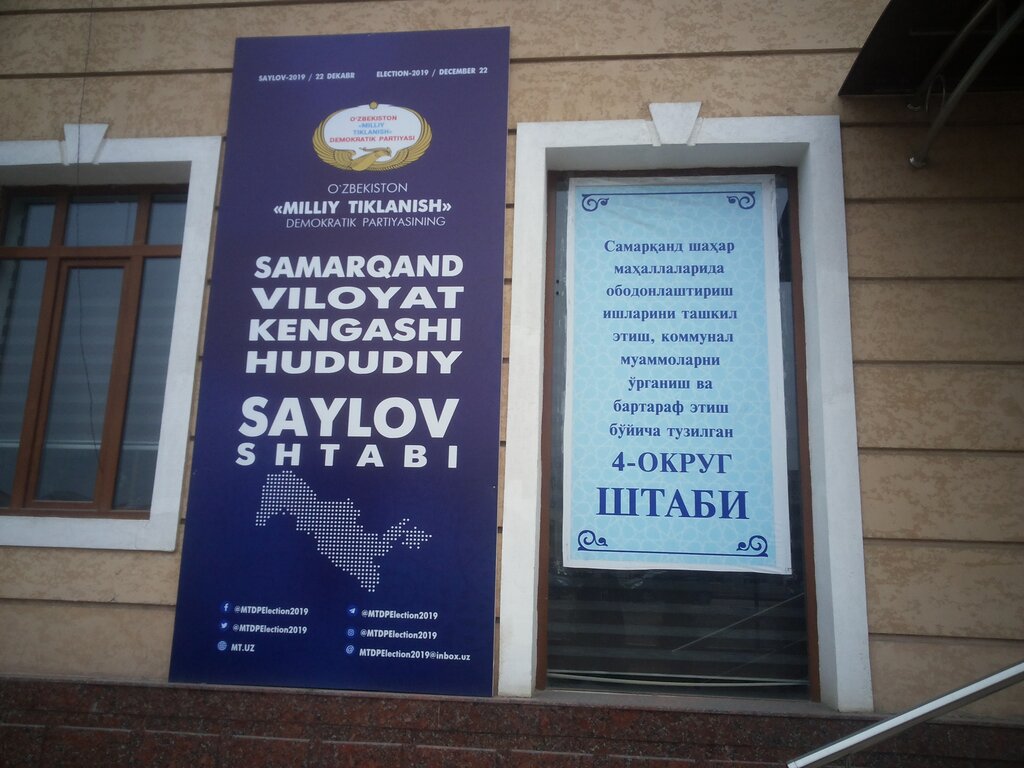 SAYLOV-2019 / 22 DEKABR
ELECTION-2019 / DECEMBER 22
O'ZBEKISTON
«MILLIY
TIKLANISH»
DEMOKRATIK PARTIYASI
O'ZBEKISTON
«MILLIY TIKLANISH»
DEMOKRATIK PARTIYASINING
SAMARQAND
VILOYAT
KENGASHI
HUDUDIY
SAYLOV
SHTABI
@MTDPElection2019
@MTDPElection2019
@MTDPElection2019
@MTDPElection2019
MT.UZ
MTDPElection2019@inbox.uz
Самарқанд шаҳар
маҳаллаларида
ободонлаштириш
ишларини ташкил
этиш, коммунал
муаммоларни
ўрганиш ва
бартараф этиш
бўйича тузилган
4-ОКРУГ
ШТАБИ